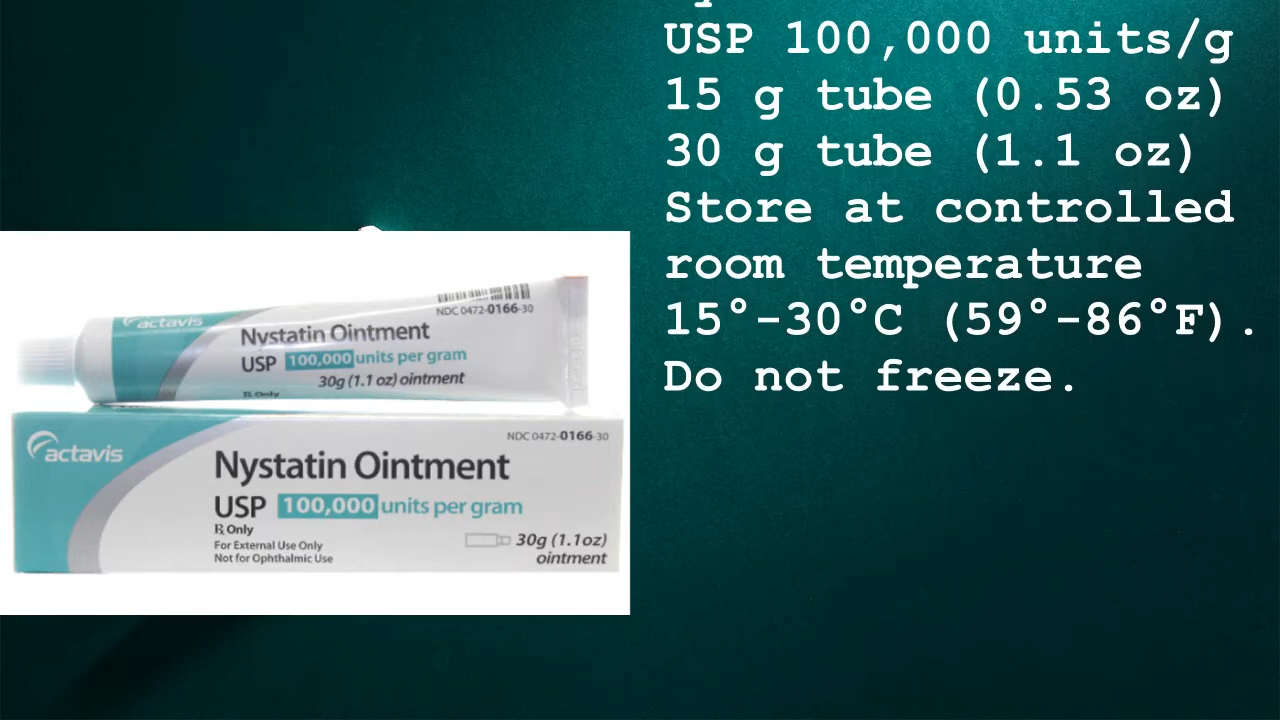 USP 100,000 units/g
15 g tube (0.53 oz)
30 g tube (1.1 oz)
Store at controlled
room temperature
15°-30°C (59°-86°F).
Do not freeze.
NDC 0472-0166-30
actavis
Nystatin Ointment
USP 100,000 units per gram
30g (1.1 oz) ointment
℞ Only
NDC 0472-0166-30
actavis
Nystatin Ointment
USP 100,000 units per gram
℞ Only
For External Use Only
Not for Ophthalmic Use
30g (1.1oz)
ointment